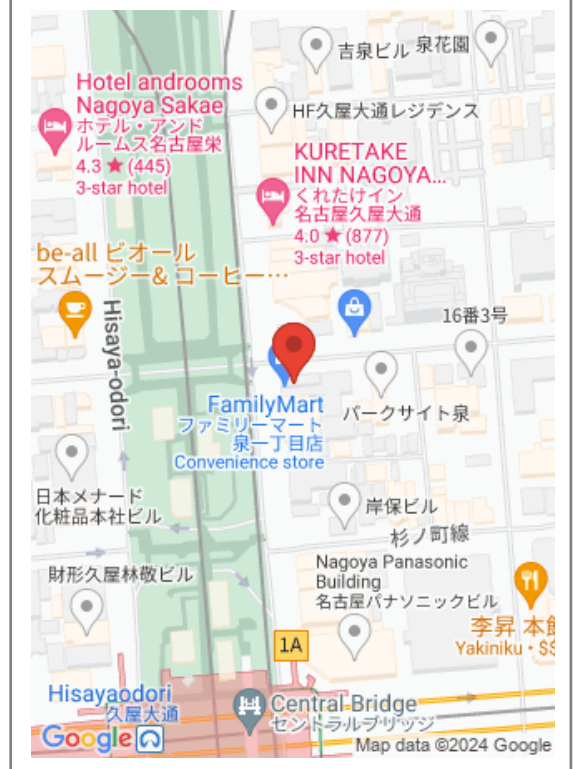 吉泉ビル
泉花園
Hotel androoms
Nagoya Sakae
ホテル・アンド
ルームス名古屋栄
4.3 ★ (445)
3-star hotel
HF久屋大通レジデンス
KURETAKE
INN NAGOYA...
くれたけイン
名古屋久屋大通
4.0 ★ (877)
3-star hotel
be-all ビオール
スムージー& コーヒー…
Hisaya-odori
16番3号
FamilyMart
ファミリーマート
泉一丁目店
Convenience store
パークサイト泉
日本メナード
化粧品本社ビル
岸保ビル
杉ノ町線
財形久屋林敬ビル
Nagoya Panasonic
Building
名古屋パナソニックビル
李昇 本館
Yakiniku · $$
1A
Hisayaodori
久屋大通
Central Bridge
セントラルブリッジ
Google
Map data ©2024 Google